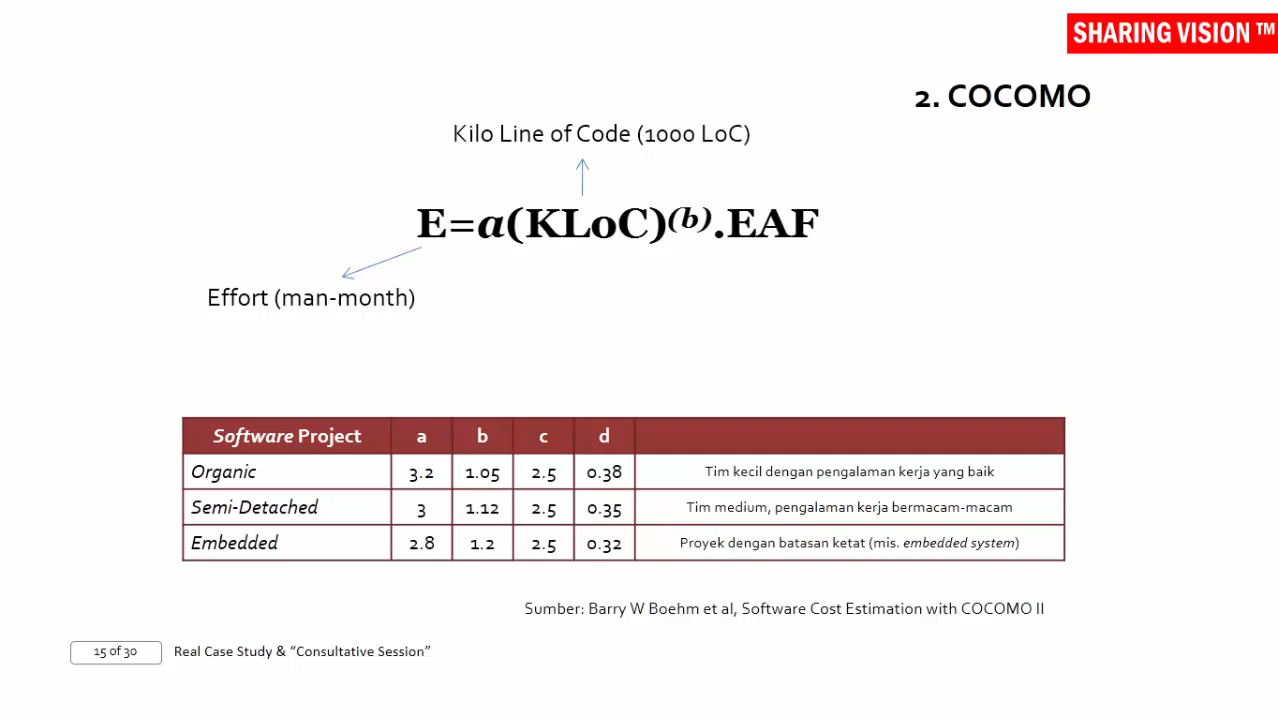 SHARING VISION ™
2. COCOMO
Kilo Line of Code (1000 LoC)
E=a(KLoC)(b).EAF
Effort (man-month)
Software Project a b c d
Organic 3.2 1.05 2.5 0.38 Tim kecil dengan pengalaman kerja yang baik
Semi-Detached 3 1.12 2.5 0.35 Tim medium, pengalaman kerja bermacam-macam
Embedded 2.8 1.2 2.5 0.32 Proyek dengan batasan ketat (mis. embedded system)
Sumber: Barry W Boehm et al, Software Cost Estimation with COCOMO II
15 of 30 Real Case Study & “Consultative Session”